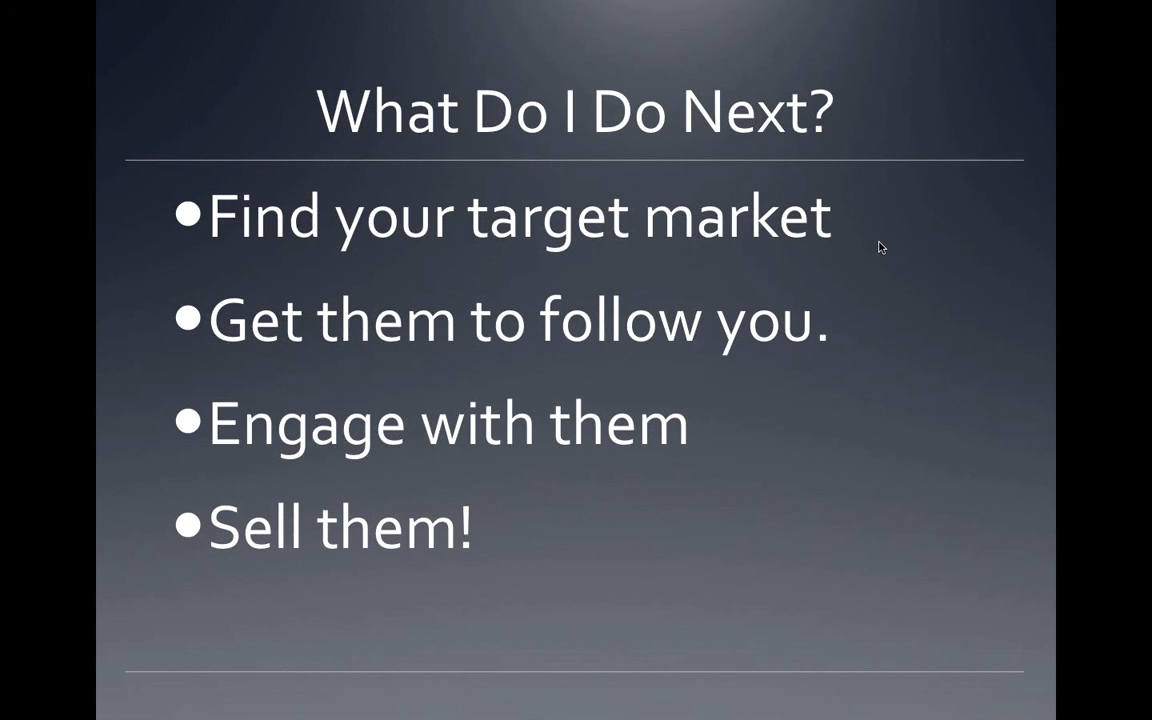 What Do I Do Next?
•Find your target market
•Get them to follow you.
•Engage with them
•Sell them!